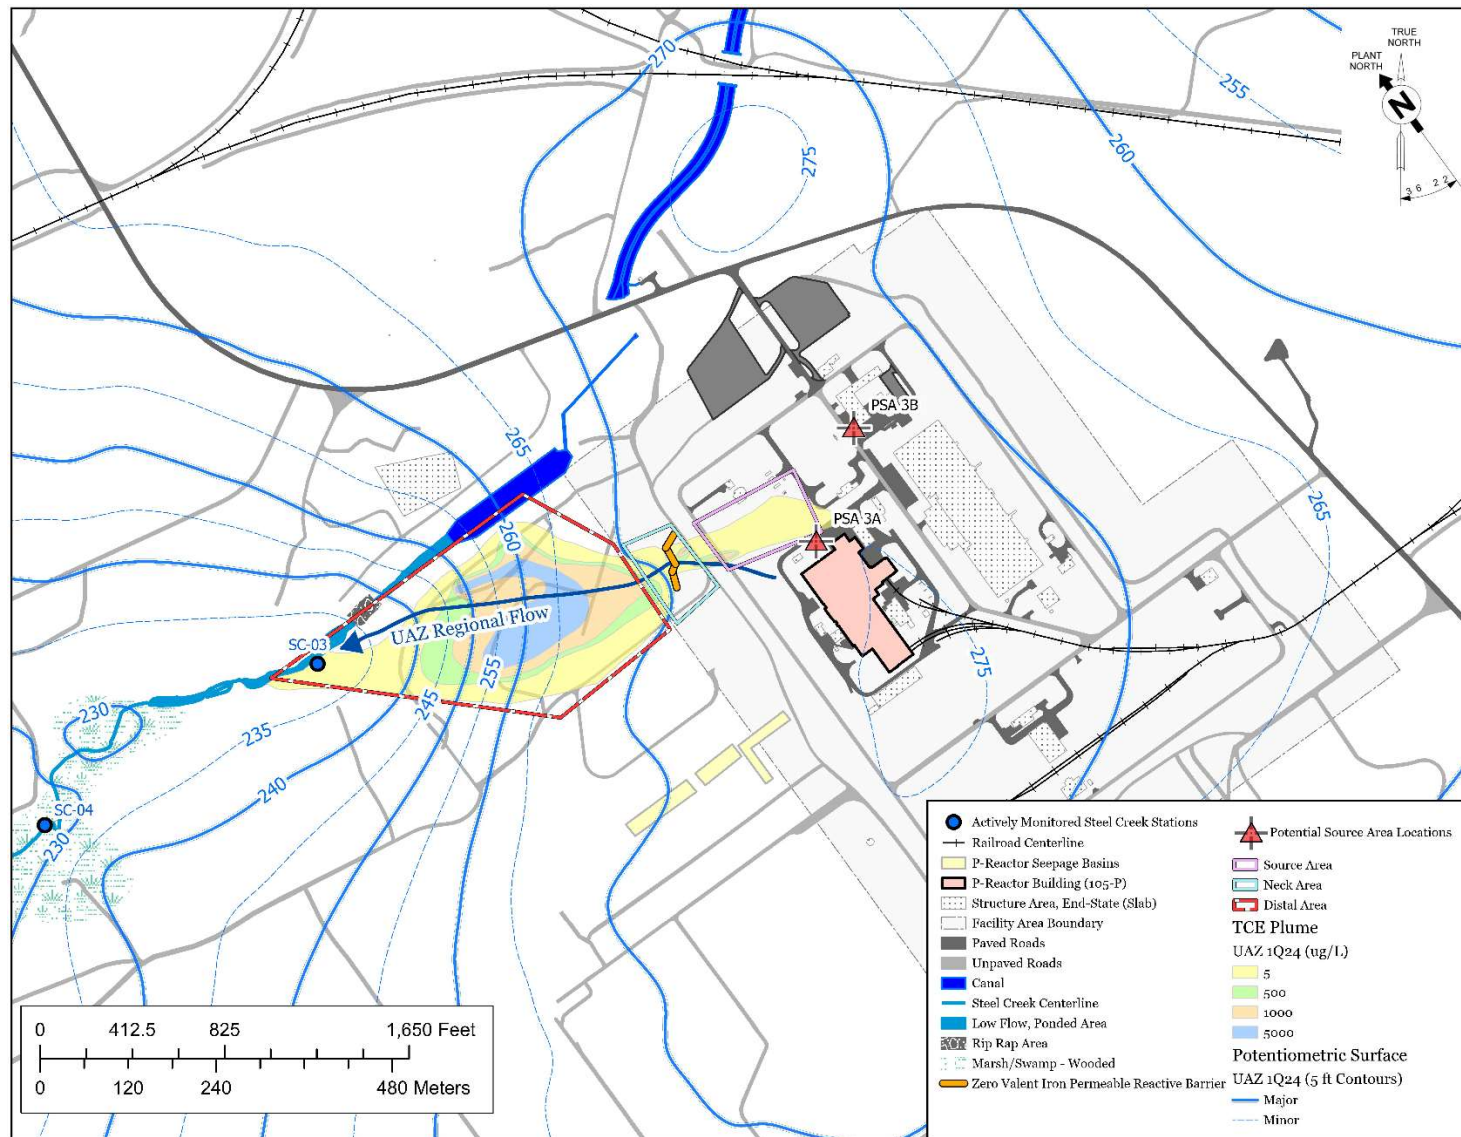 TRUE
NORTH
PLANT
NORTH
N
36 22
270
255
275
260
PSA 3B
265
PSA 3A
260
265
UAZ Regional Flow
SC-03
255
245
275
230
235
240
SC-04
230
0 412.5 825 1,650 Feet
0 120 240 480 Meters
Actively Monitored Steel Creek Stations
Railroad Centerline
P-Reactor Seepage Basins
P-Reactor Building (105-P)
Structure Area, End-State (Slab)
Facility Area Boundary
Paved Roads
Unpaved Roads
Canal
Steel Creek Centerline
Low Flow, Ponded Area
Rip Rap Area
Marsh/Swamp - Wooded
Zero Valent Iron Permeable Reactive Barrier
Potential Source Area Locations
Source Area
Neck Area
Distal Area
TCE Plume
UAZ 1Q24 (ug/L)
5
500
1000
5000
Potentiometric Surface
UAZ 1Q24 (5 ft Contours)
Major
Minor